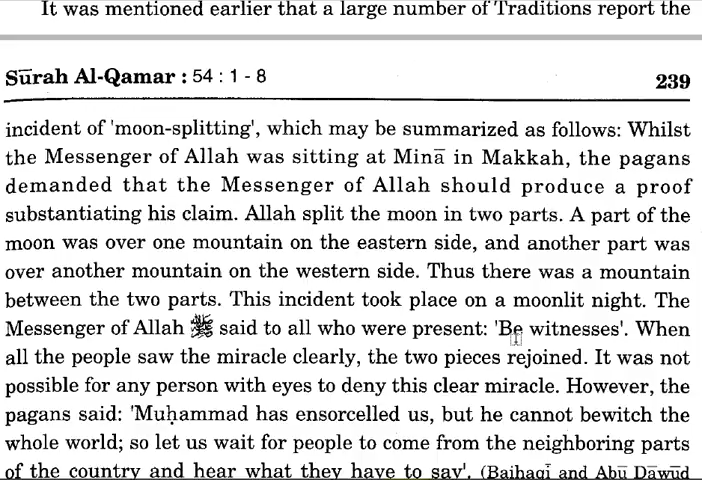 It was mentioned earlier that a large number of Traditions report the
Sūrah Al-Qamar : 54 : 1 - 8
239
incident of 'moon-splitting', which may be summarized as follows: Whilst
the Messenger of Allah was sitting at Minā in Makkah, the pagans
demanded that the Messenger of Allah should produce a proof
substantiating his claim. Allah split the moon in two parts. A part of the
moon was over one mountain on the eastern side, and another part was
over another mountain on the western side. Thus there was a mountain
between the two parts. This incident took place on a moonlit night. The
Messenger of Allah ﷺ said to all who were present: 'Be witnesses'. When
all the people saw the miracle clearly, the two pieces rejoined. It was not
possible for any person with eyes to deny this clear miracle. However, the
pagans said: 'Muḥammad has ensorcelled us, but he cannot bewitch the
whole world; so let us wait for people to come from the neighboring parts
of the country and hear what they have to say'. (Baihaqī and Abū Dāwūd